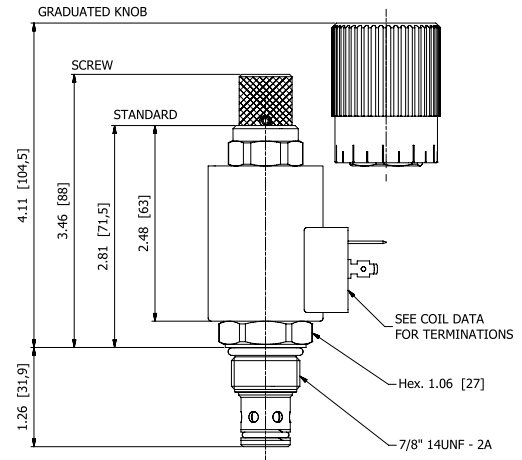 GRADUATED KNOB
SCREW
STANDARD
4.11 [104,5]
3.46 [88]
2.81 [71,5]
2.48 [63]
1.26 [31,9]
SEE COIL DATA
FOR TERMINATIONS
Hex. 1.06 [27]
7/8" 14UNF - 2A